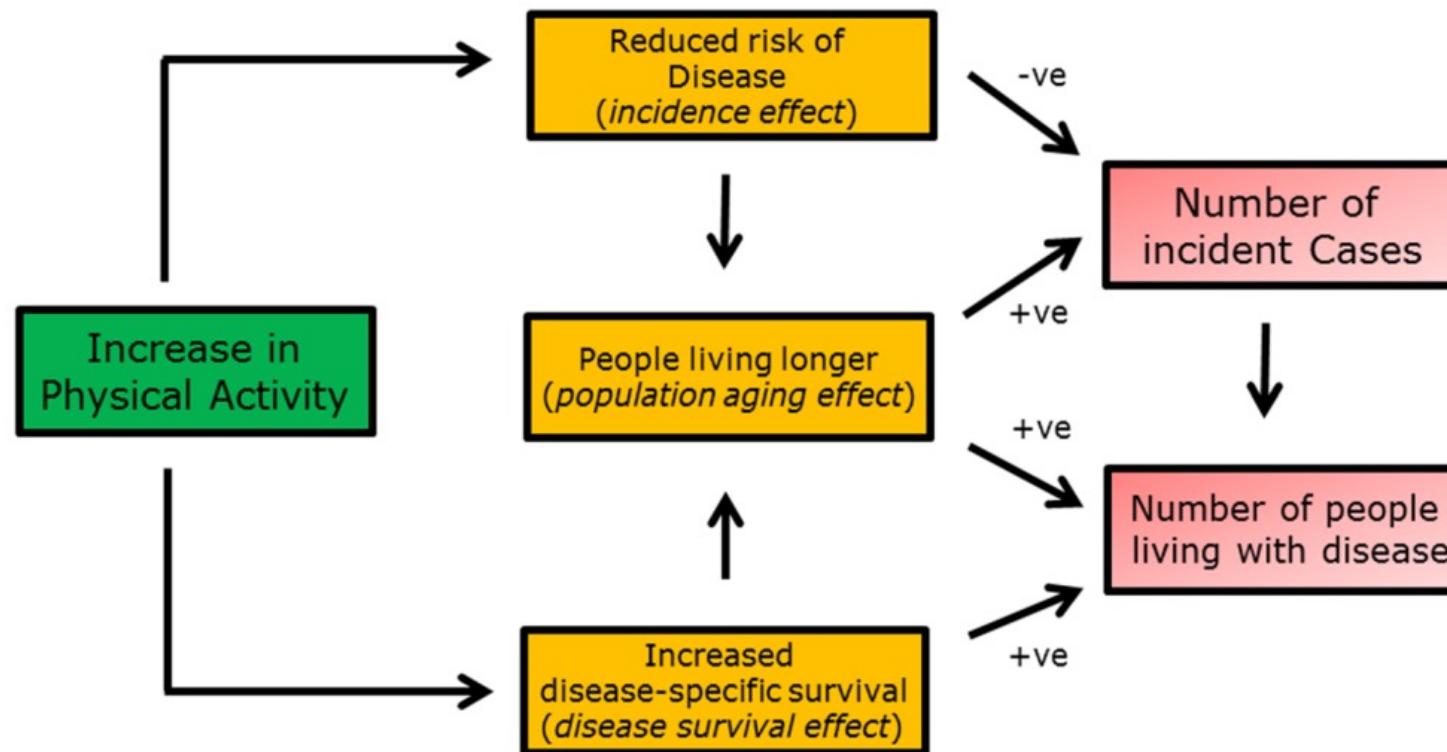 Reduced risk of
Disease
(incidence effect)
-ve
Number of
incident Cases
Increase in
Physical Activity
People living longer
(population aging effect)
+ve
+ve
Number of people
living with disease
Increased
disease-specific survival
(disease survival effect)
+ve